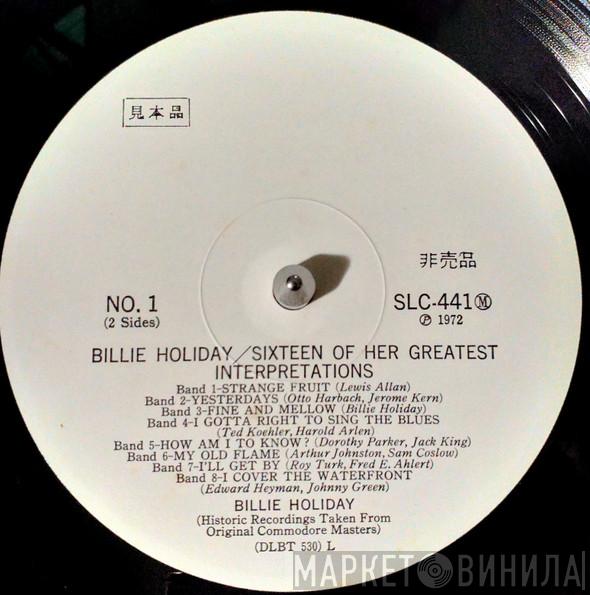 見本品
非売品
NO. 1
(2 Sides)
SLC-441 Ⓜ
℗ 1972
BILLIE HOLIDAY/SIXTEEN OF HER GREATEST
INTERPRETATIONS
Band 1-STRANGE FRUIT (Lewis Allan)
Band 2-YESTERDAYS (Otto Harbach, Jerome Kern)
Band 3-FINE AND MELLOW (Billie Holiday)
Band 4-I GOTTA RIGHT TO SING THE BLUES
(Ted Koehler, Harold Arlen)
Band 5-HOW AM I TO KNOW? (Dorothy Parker, Jack King)
Band 6-MY OLD FLAME (Arthur Johnston, Sam Coslow)
Band 7-I'LL GET BY (Roy Turk, Fred E. Ahlert)
Band 8-I COVER THE WATERFRONT
(Edward Heyman, Johnny Green)
BILLIE HOLIDAY
(Historic Recordings Taken From
Original Commodore Masters)
(DLBT 530) L
МАРКЕТ ВИНИЛА